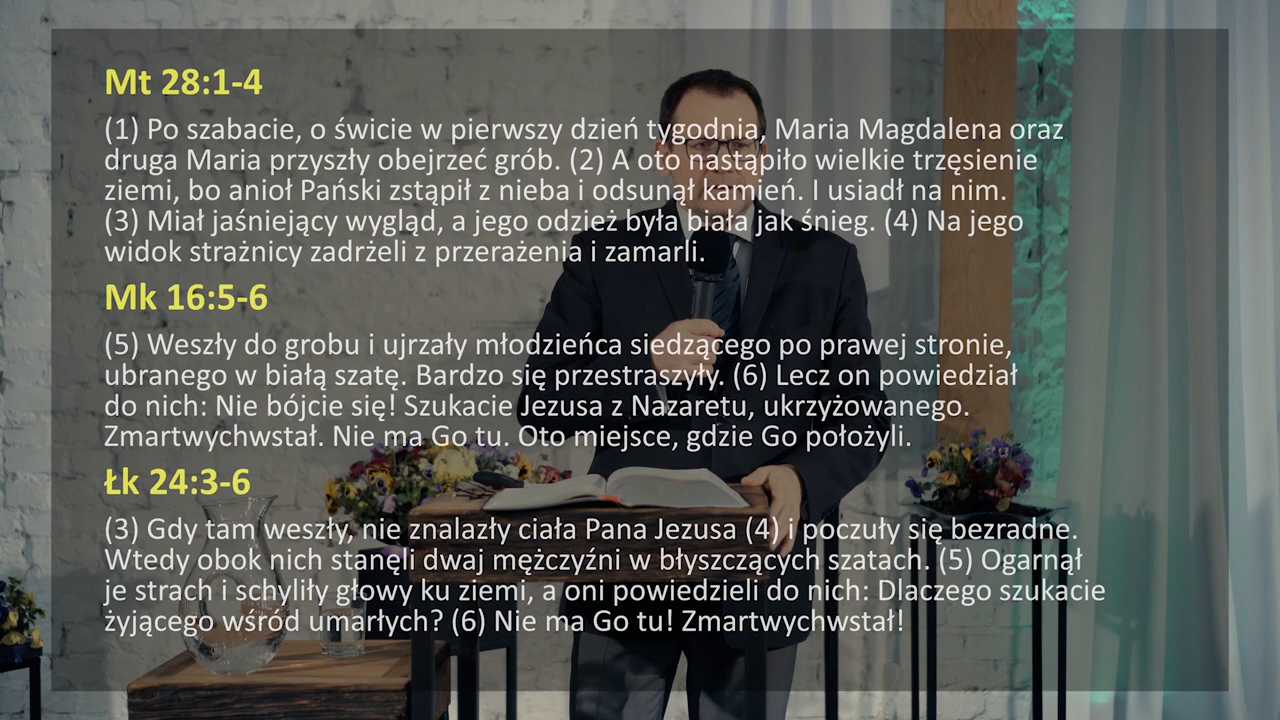 Mt 28:1-4
(1) Po szabacie, o świcie w pierwszy dzień tygodnia, Maria Magdalena oraz
druga Maria przyszły obejrzeć grób. (2) A oto nastąpiło wielkie trzęsienie
ziemi, bo anioł Pański zstąpił z nieba i odsunął kamień. I usiadł na nim.
(3) Miał jaśniejący wygląd, a jego odzież była biała jak śnieg. (4) Na jego
widok strażnicy zadrżeli z przerażenia i zamarli.
Mk 16:5-6
(5) Weszły do grobu i ujrzały młodzieńca siedzącego po prawej stronie,
ubranego w białą szatę. Bardzo się przestraszyły. (6) Lecz on powiedział
do nich: Nie bójcie się! Szukacie Jezusa z Nazaretu, ukrzyżowanego.
Zmartwychwstał. Nie ma Go tu. Oto miejsce, gdzie Go położyli.
Łk 24:3-6
(3) Gdy tam weszły, nie znalazły ciała Pana Jezusa (4) i poczuły się bezradne.
Wtedy obok nich stanęli dwaj mężczyźni w błyszczących szatach. (5) Ogarnął
je strach i schyliły głowy ku ziemi, a oni powiedzieli do nich: Dlaczego szukacie
żyjącego wśród umarłych? (6) Nie ma Go tu! Zmartwychwstał!